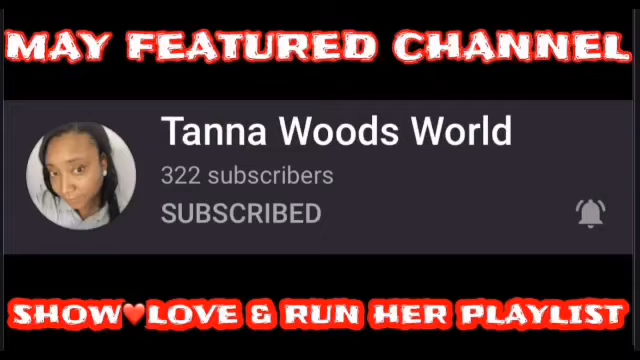 MAY FEATURED CHANNEL
Tanna Woods World
322 subscribers
SUBSCRIBED
SHOW❤️LOVE & RUN HER PLAYLIST